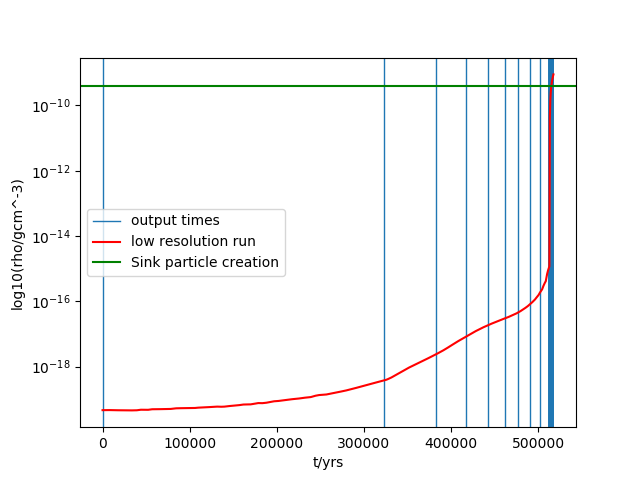 log10(rho/gcm^-3)
10⁻¹⁰
10⁻¹²
10⁻¹⁴
10⁻¹⁶
10⁻¹⁸
output times
low resolution run
Sink particle creation
0 100000 200000 300000 400000 500000
t/yrs